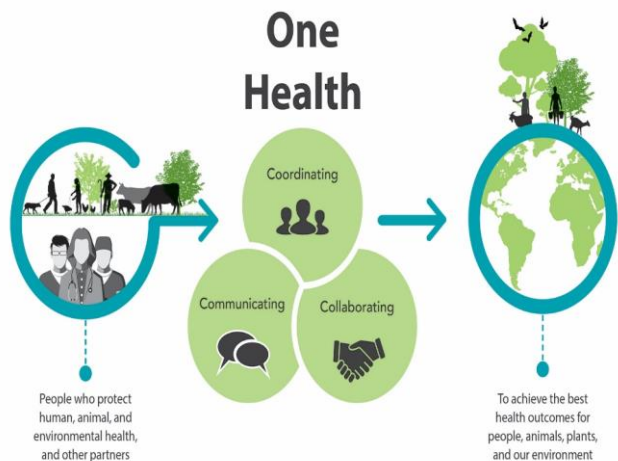 One
Health
Coordinating
Communicating
Collaborating
People who protect
human, animal, and
environmental health,
and other partners
To achieve the best
health outcomes for
people, animals, plants,
and our environment